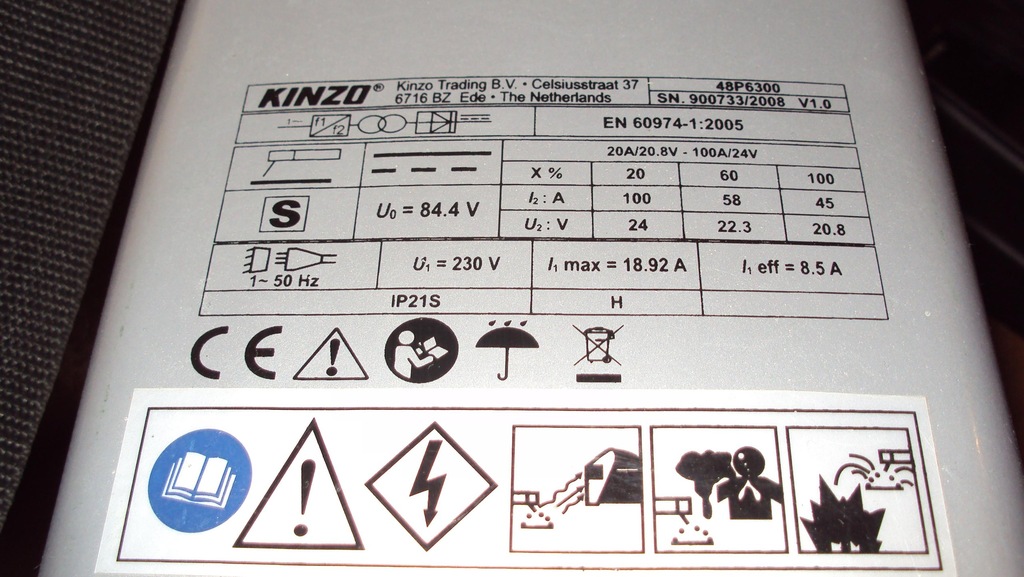 KINZO® Kinzo Trading B.V. • Celsiusstraat 37 48P6300
6716 BZ Ede • The Netherlands SN. 900733/2008 V1.0
1~ f1 f2 EN 60974-1:2005
20A/20.8V - 100A/24V
X % 20 60 100
S U0 = 84.4 V I2 : A 100 58 45
U2 : V 24 22.3 20.8
1~ 50 Hz U1 = 230 V I1 max = 18.92 A I1 eff = 8.5 A
IP21S H
CE